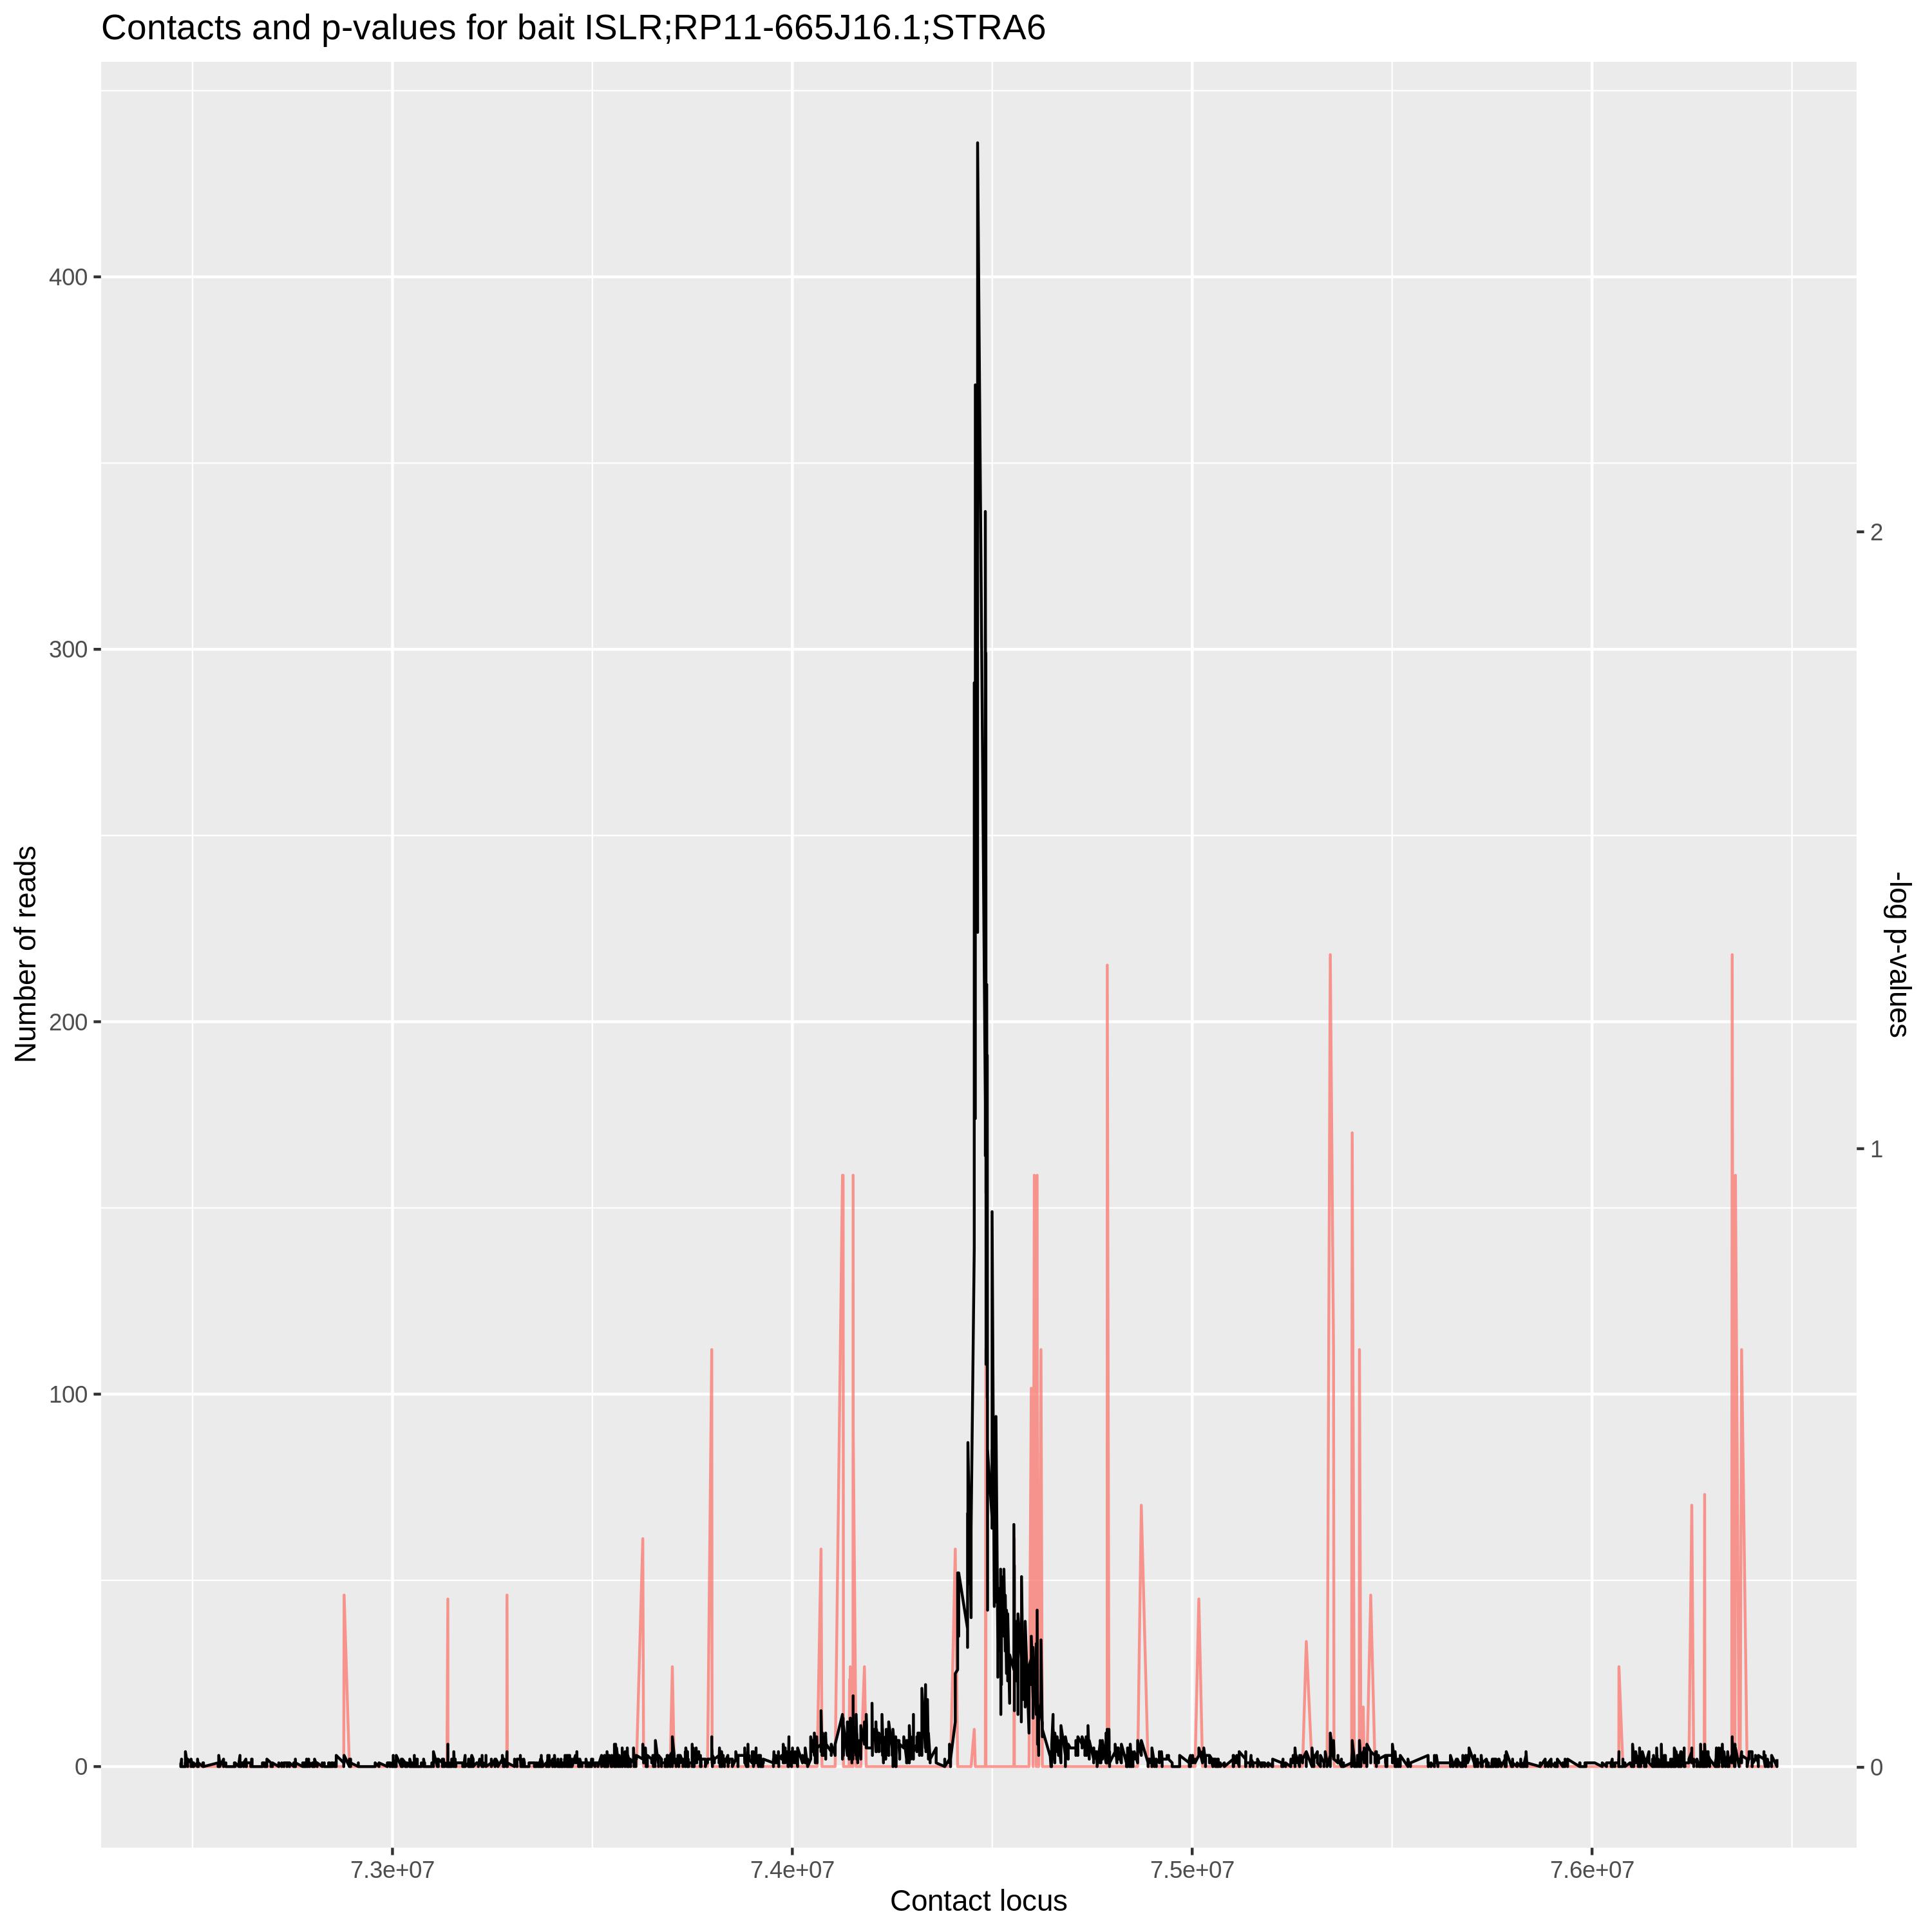 Contacts and p-values for bait ISLR;RP11-665J16.1;STRA6
Number of reads
400
300
200
100
0
2
1
0
-log p-values
7.3e+07
7.4e+07
7.5e+07
7.6e+07
Contact locus